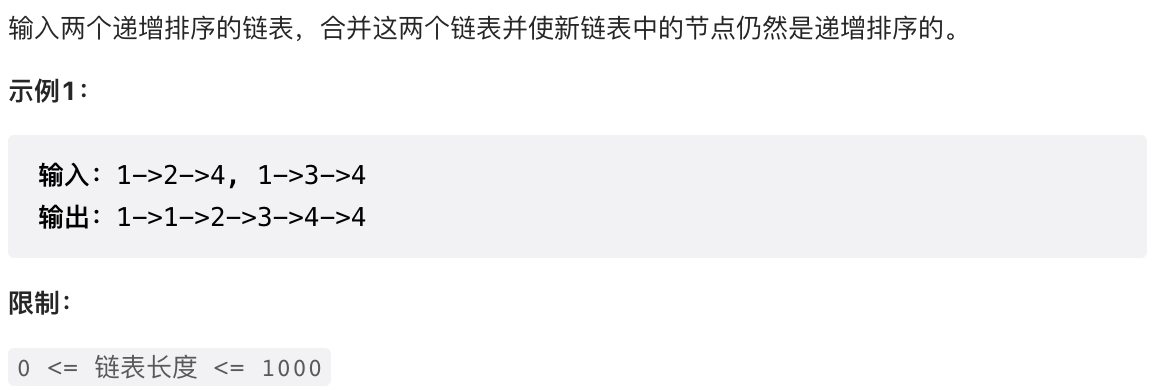 输入两个递增排序的链表，合并这两个链表并使新链表中的节点仍然是递增排序的。
示例1：
输入：1->2->4, 1->3->4
输出：1->1->2->3->4->4
限制：
0 <= 链表长度 <= 1000